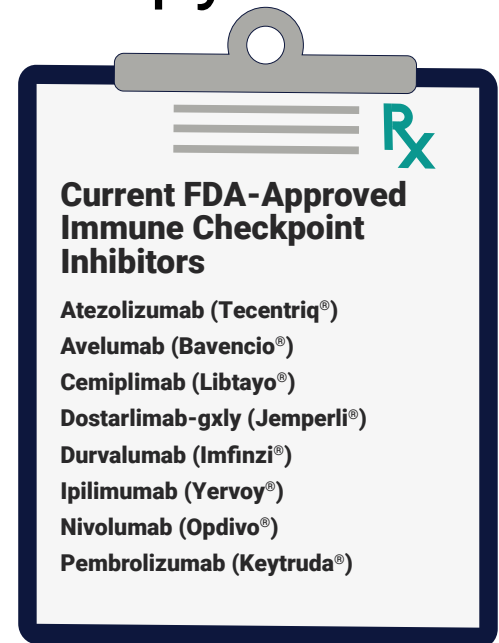 Rx
Current FDA-Approved
Immune Checkpoint
Inhibitors
Atezolizumab (Tecentriq®)
Avelumab (Bavencio®)
Cemiplimab (Libtayo®)
Dostarlimab-gxly (Jemperli®)
Durvalumab (Imfinzi®)
Ipilimumab (Yervoy®)
Nivolumab (Opdivo®)
Pembrolizumab (Keytruda®)